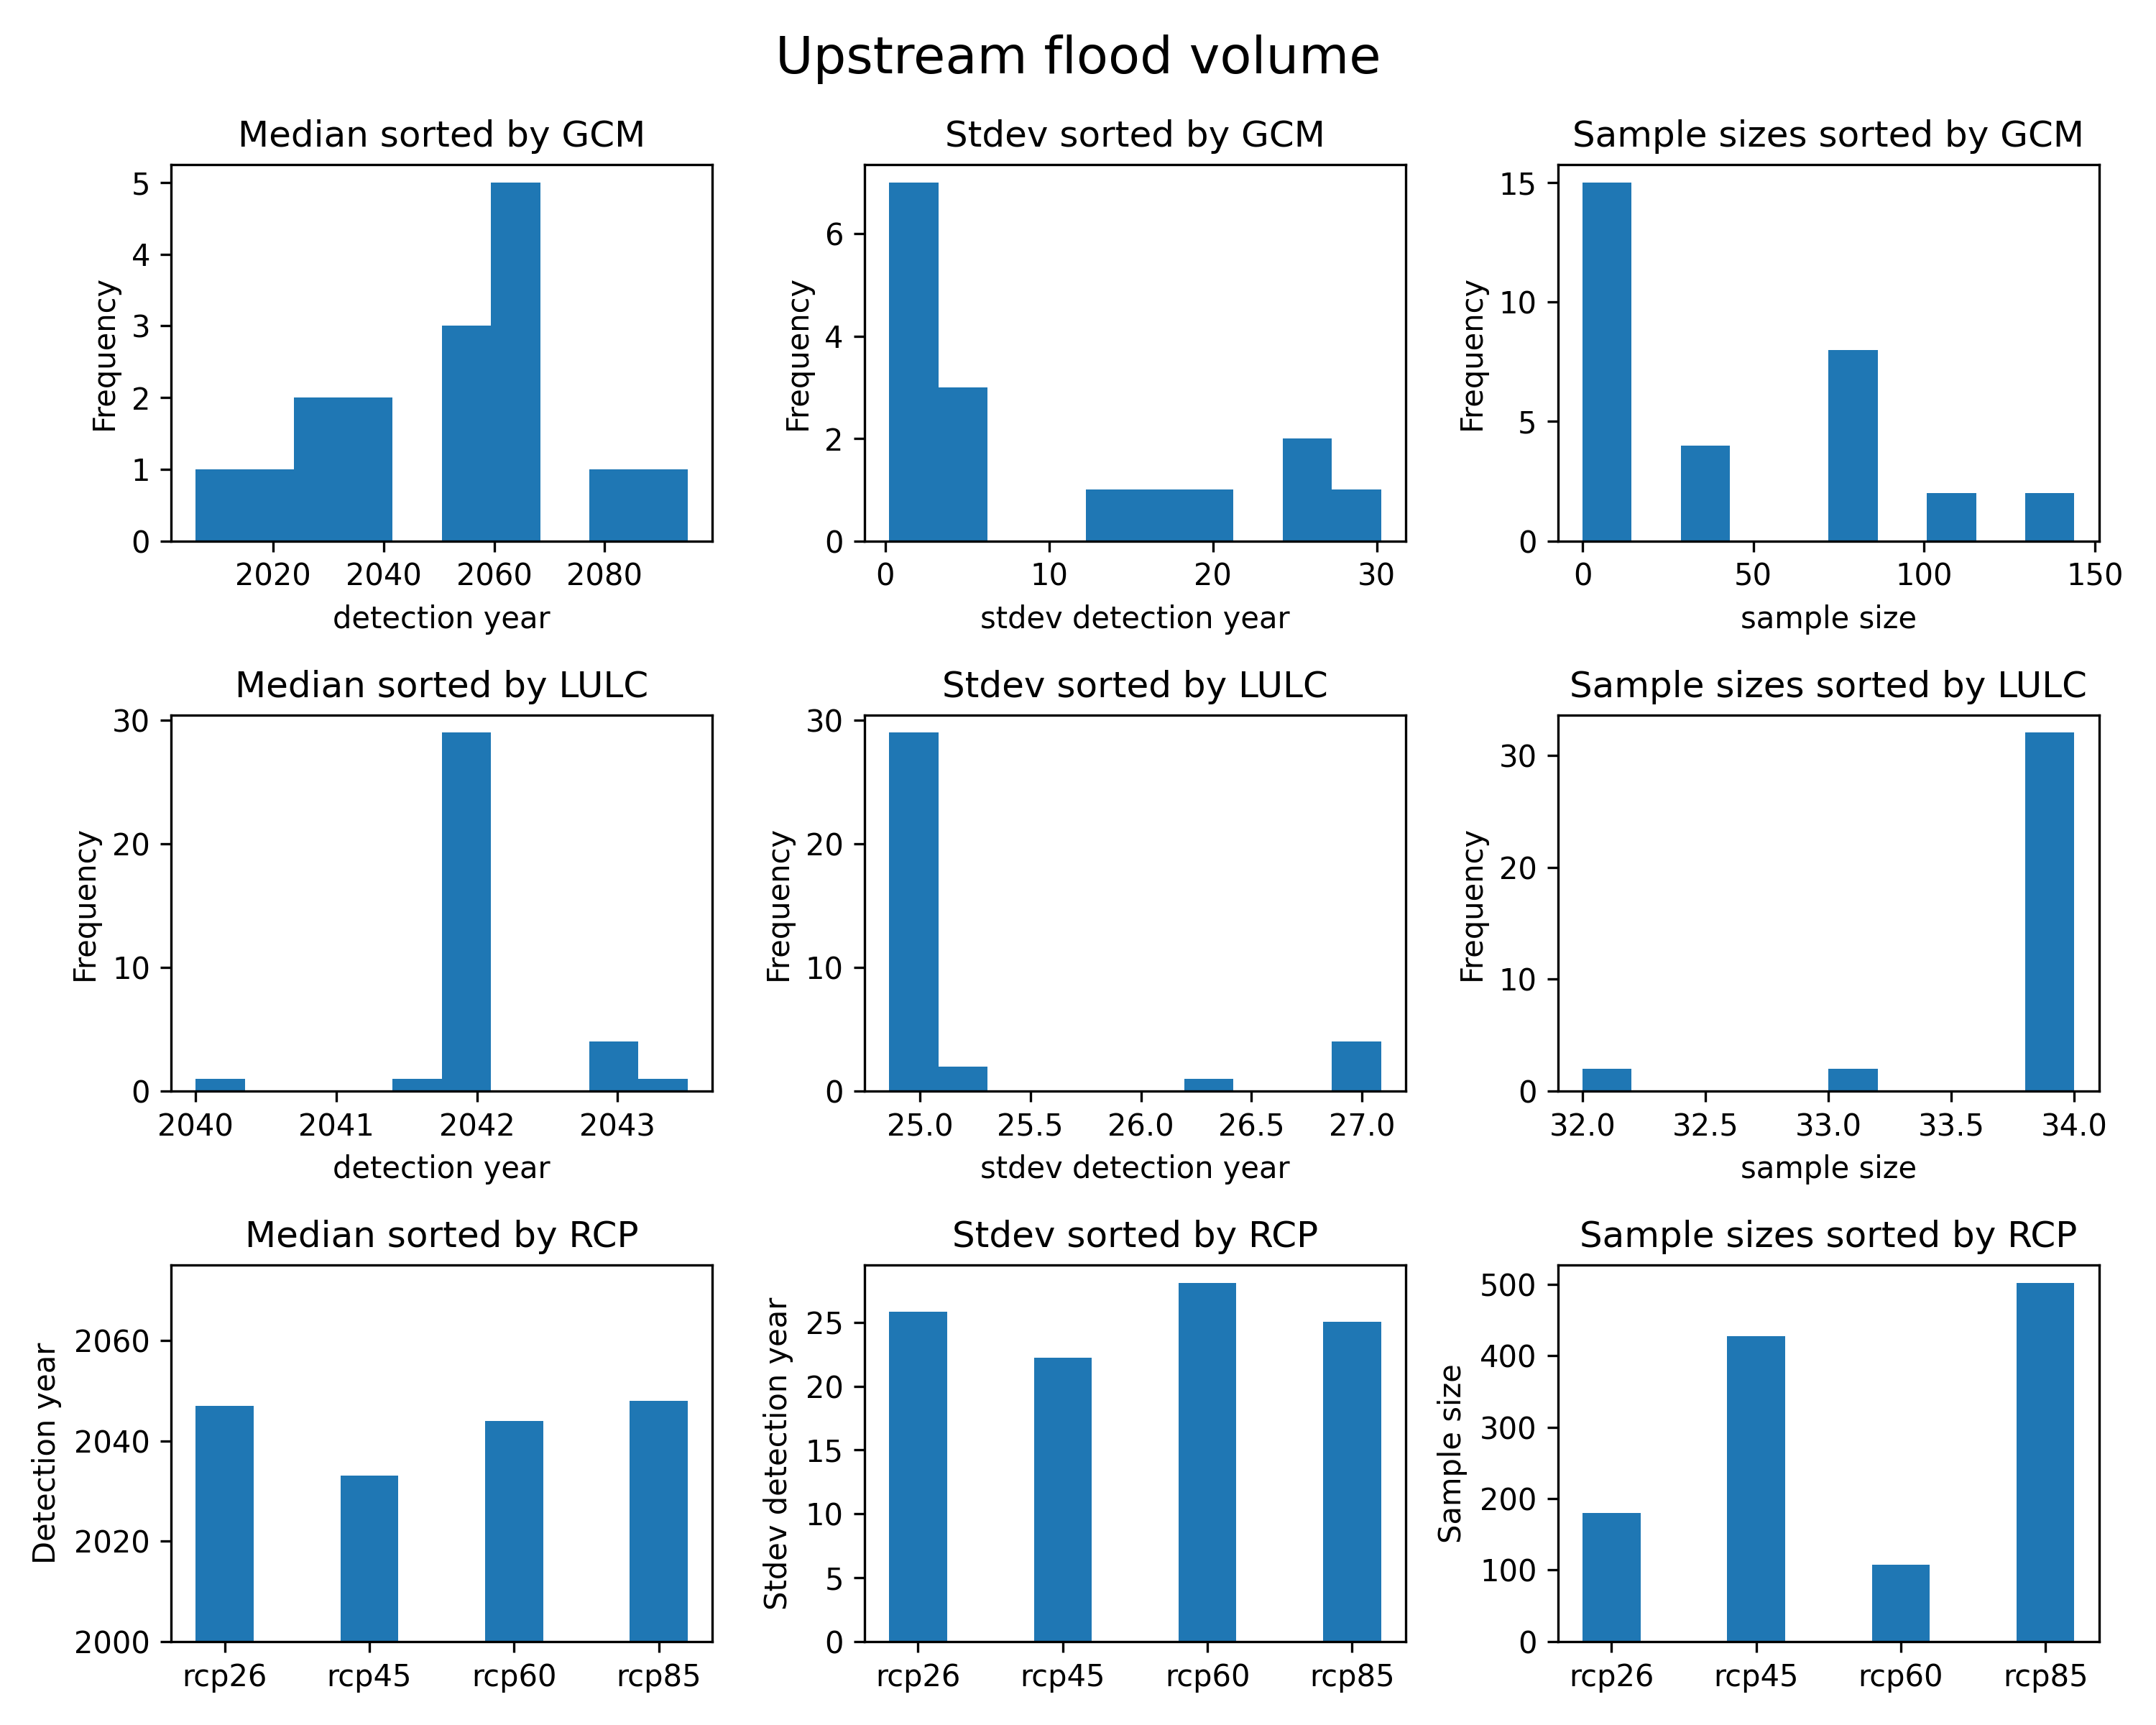 Upstream flood volume
Median sorted by GCM
Frequency
0
1
2
3
4
5
2020 2040 2060 2080
detection year
Stdev sorted by GCM
Frequency
0
2
4
6
0 10 20 30
stdev detection year
Sample sizes sorted by GCM
Frequency
0
5
10
15
0 50 100 150
sample size
Median sorted by LULC
Frequency
0
10
20
30
2040 2041 2042 2043
detection year
Stdev sorted by LULC
Frequency
0
10
20
30
25.0 25.5 26.0 26.5 27.0
stdev detection year
Sample sizes sorted by LULC
Frequency
0
10
20
30
32.0 32.5 33.0 33.5 34.0
sample size
Median sorted by RCP
Detection year
2000
2020
2040
2060
rcp26 rcp45 rcp60 rcp85
Stdev sorted by RCP
Stdev detection year
0
5
10
15
20
25
rcp26 rcp45 rcp60 rcp85
Sample sizes sorted by RCP
Sample size
0
100
200
300
400
500
rcp26 rcp45 rcp60 rcp85